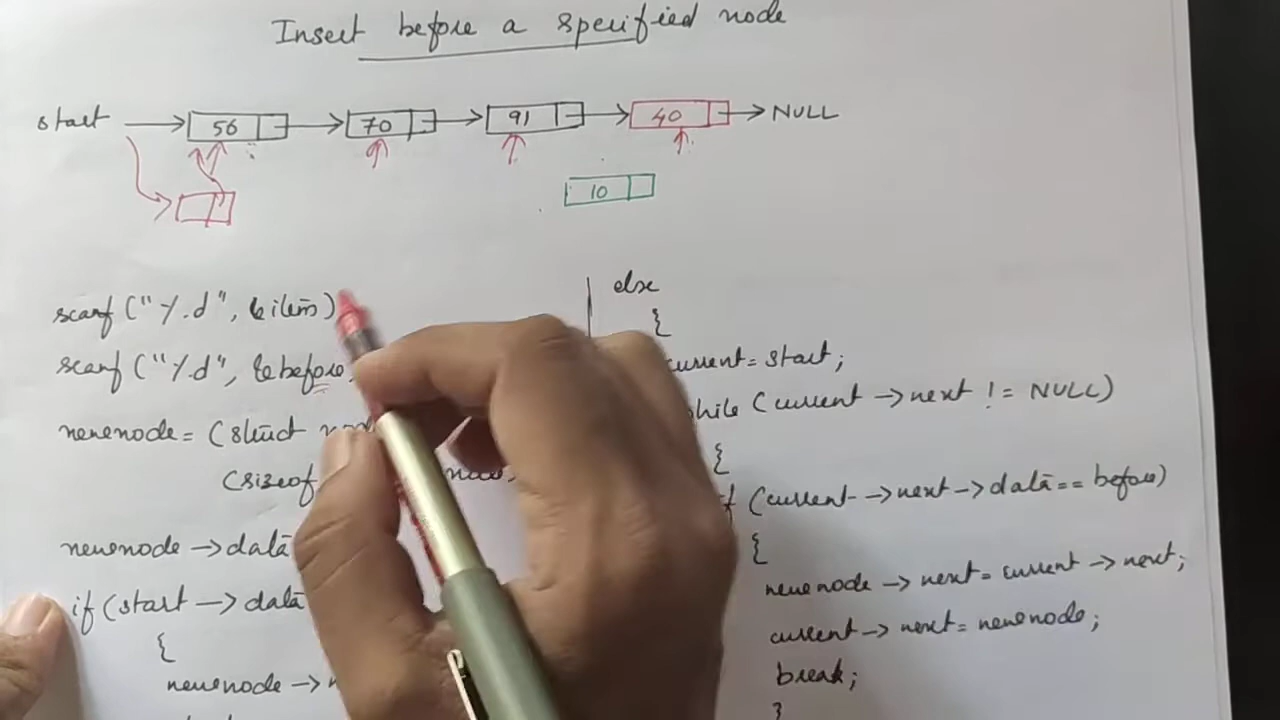 Insert before a specified node
start 56 70 91 40 NULL
10
scanf ("%d", &item)
scanf ("%d", &before
newnode = (struct node
(sizeof
newnode -> data
if (start -> data
{
newnode ->
else
{
current = start;
while (current -> next != NULL)
{
if (current -> next -> data == before)
{
newnode -> next = current -> next;
current -> next = newnode;
break;
}